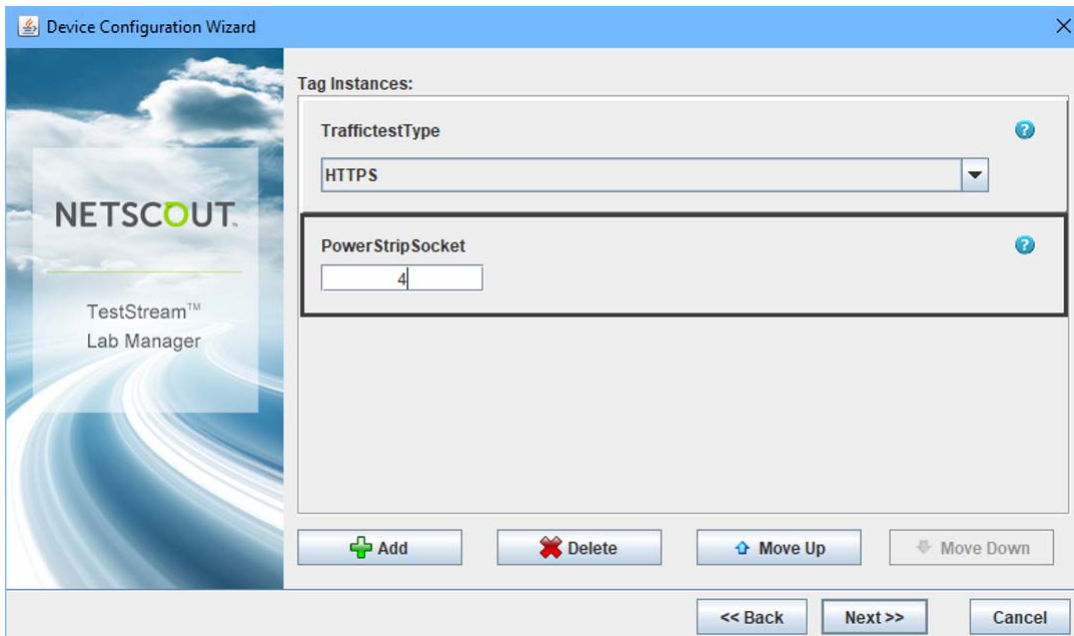 Device Configuration Wizard
NETSCOUT.
TestStream™
Lab Manager
Tag Instances:
TraffictestType
?
HTTPS
PowerStripSocket
?
4
Add
Delete
Move Up
Move Down
<< Back
Next >>
Cancel